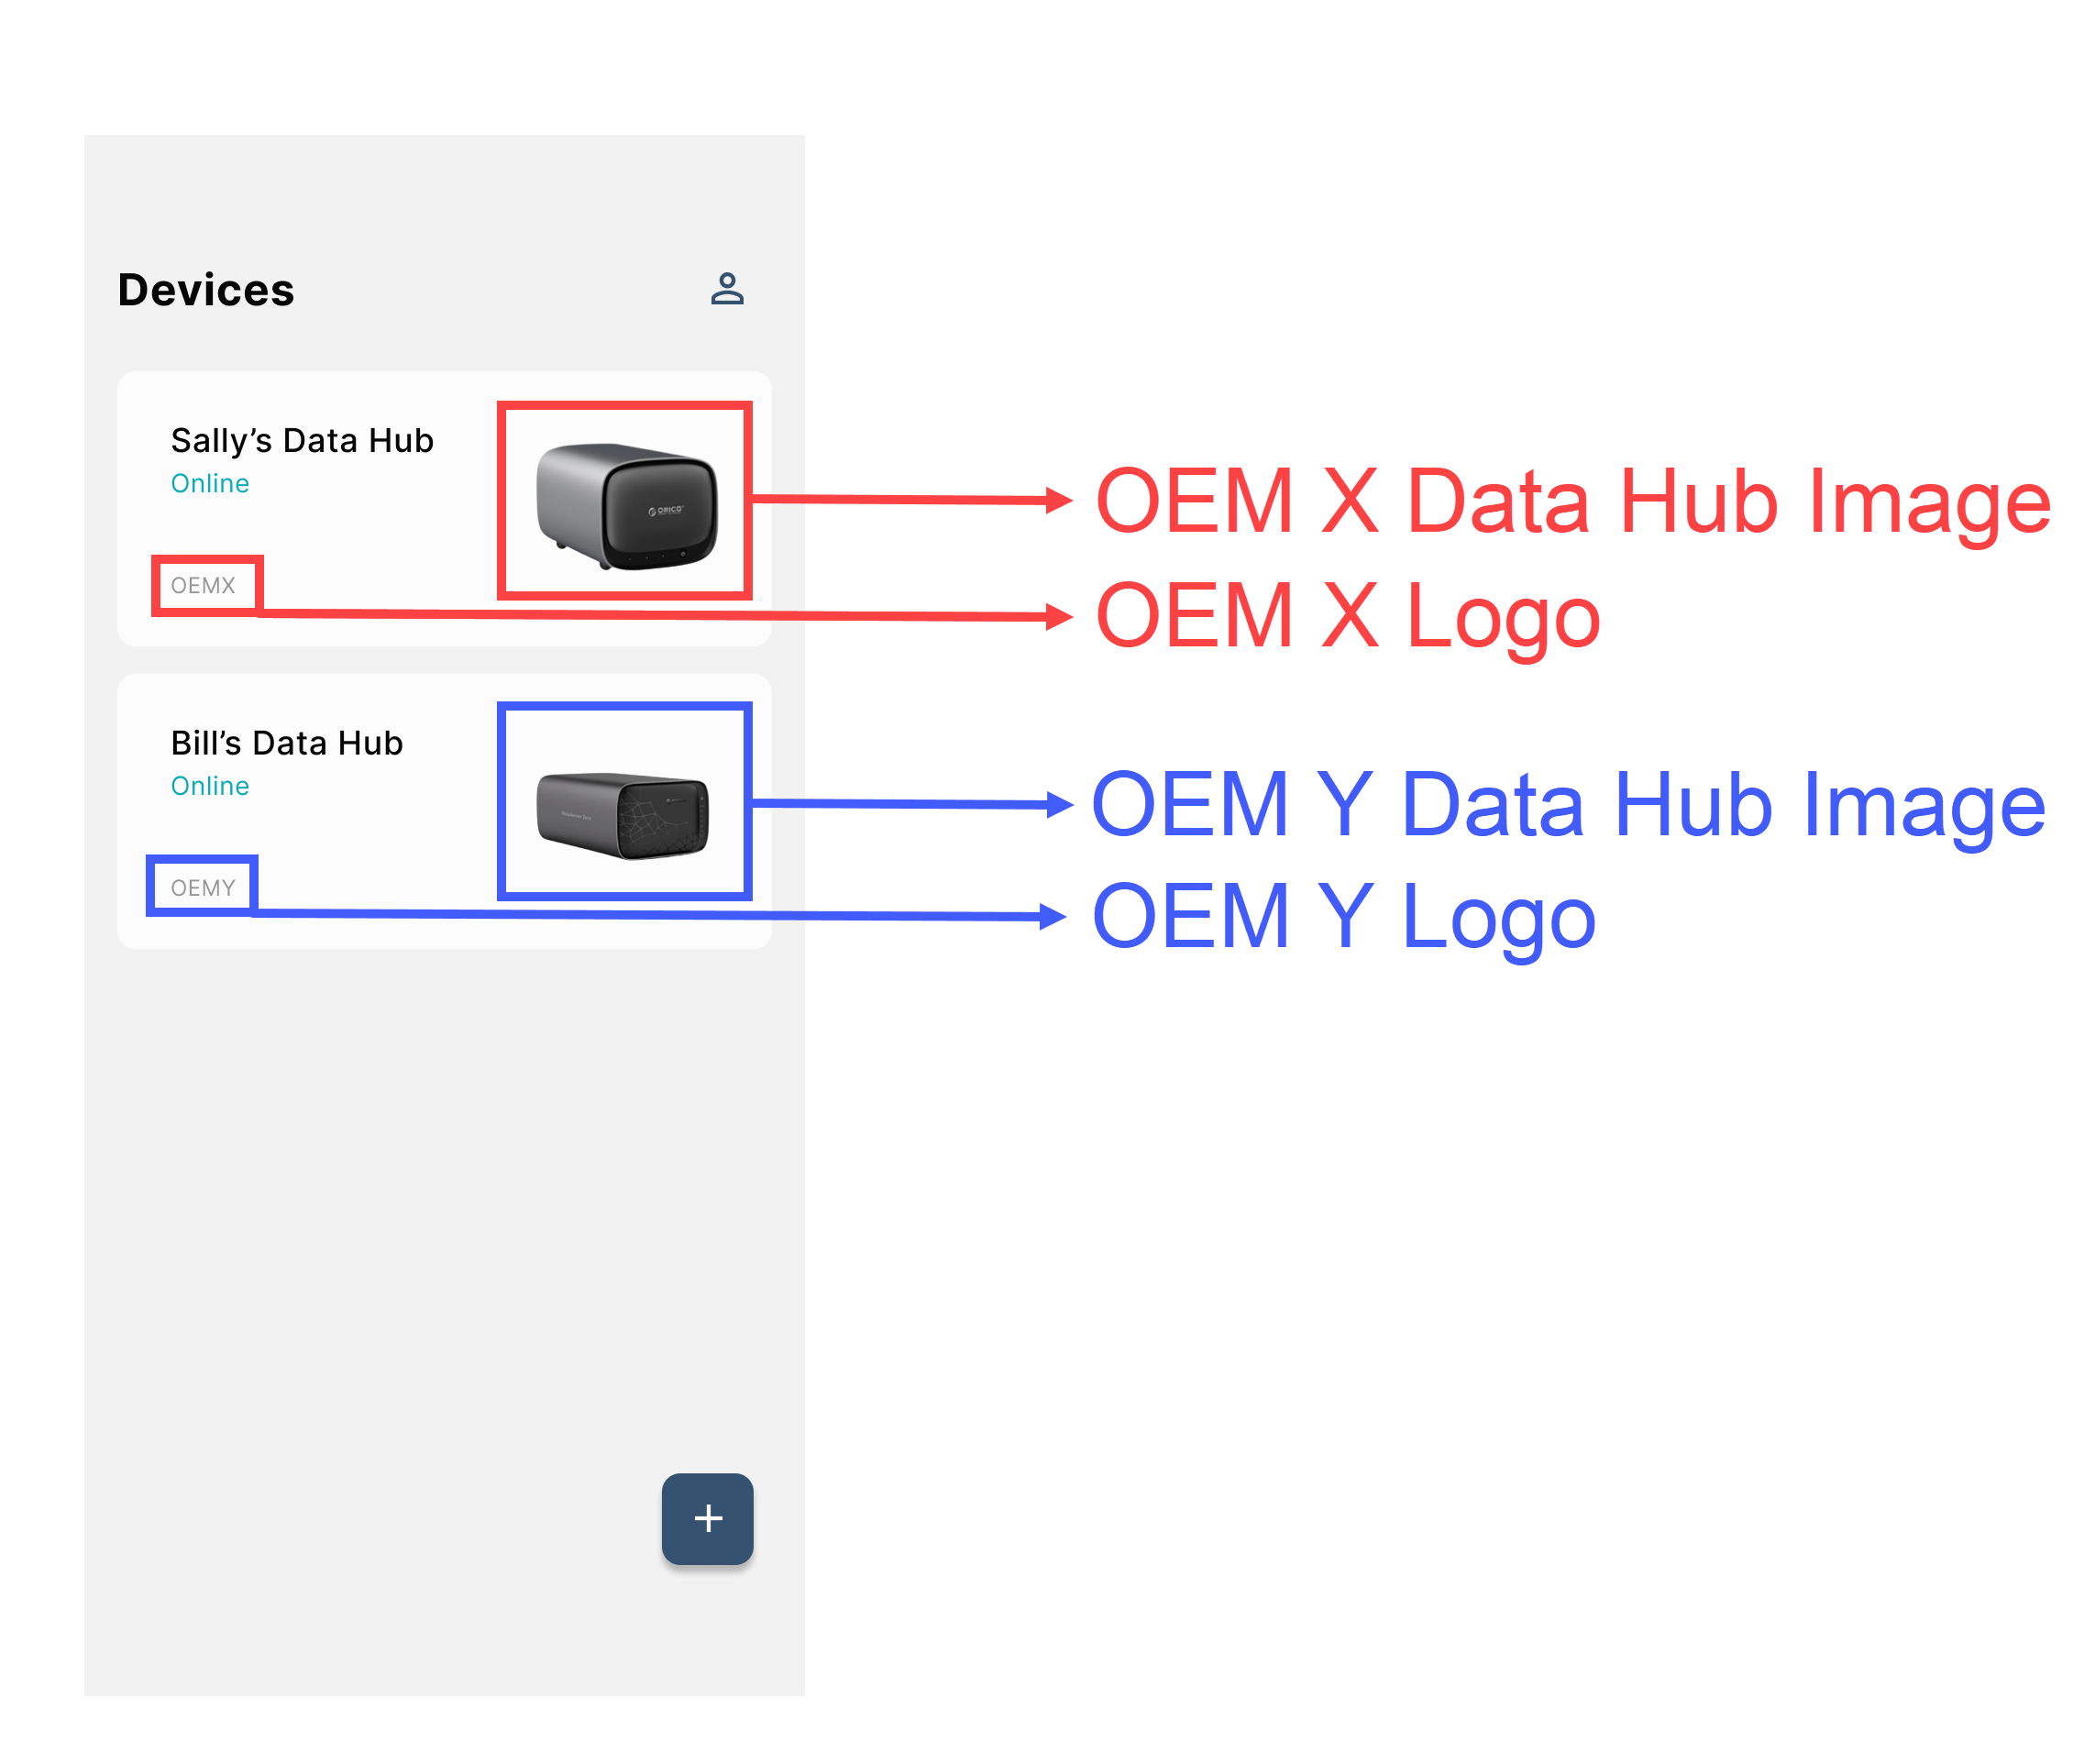 Devices
Sally’s Data Hub
Online
ORICO
OEMX
OEM X Data Hub Image
OEM X Logo
Bill’s Data Hub
Online
OEMY
OEM Y Data Hub Image
OEM Y Logo
+